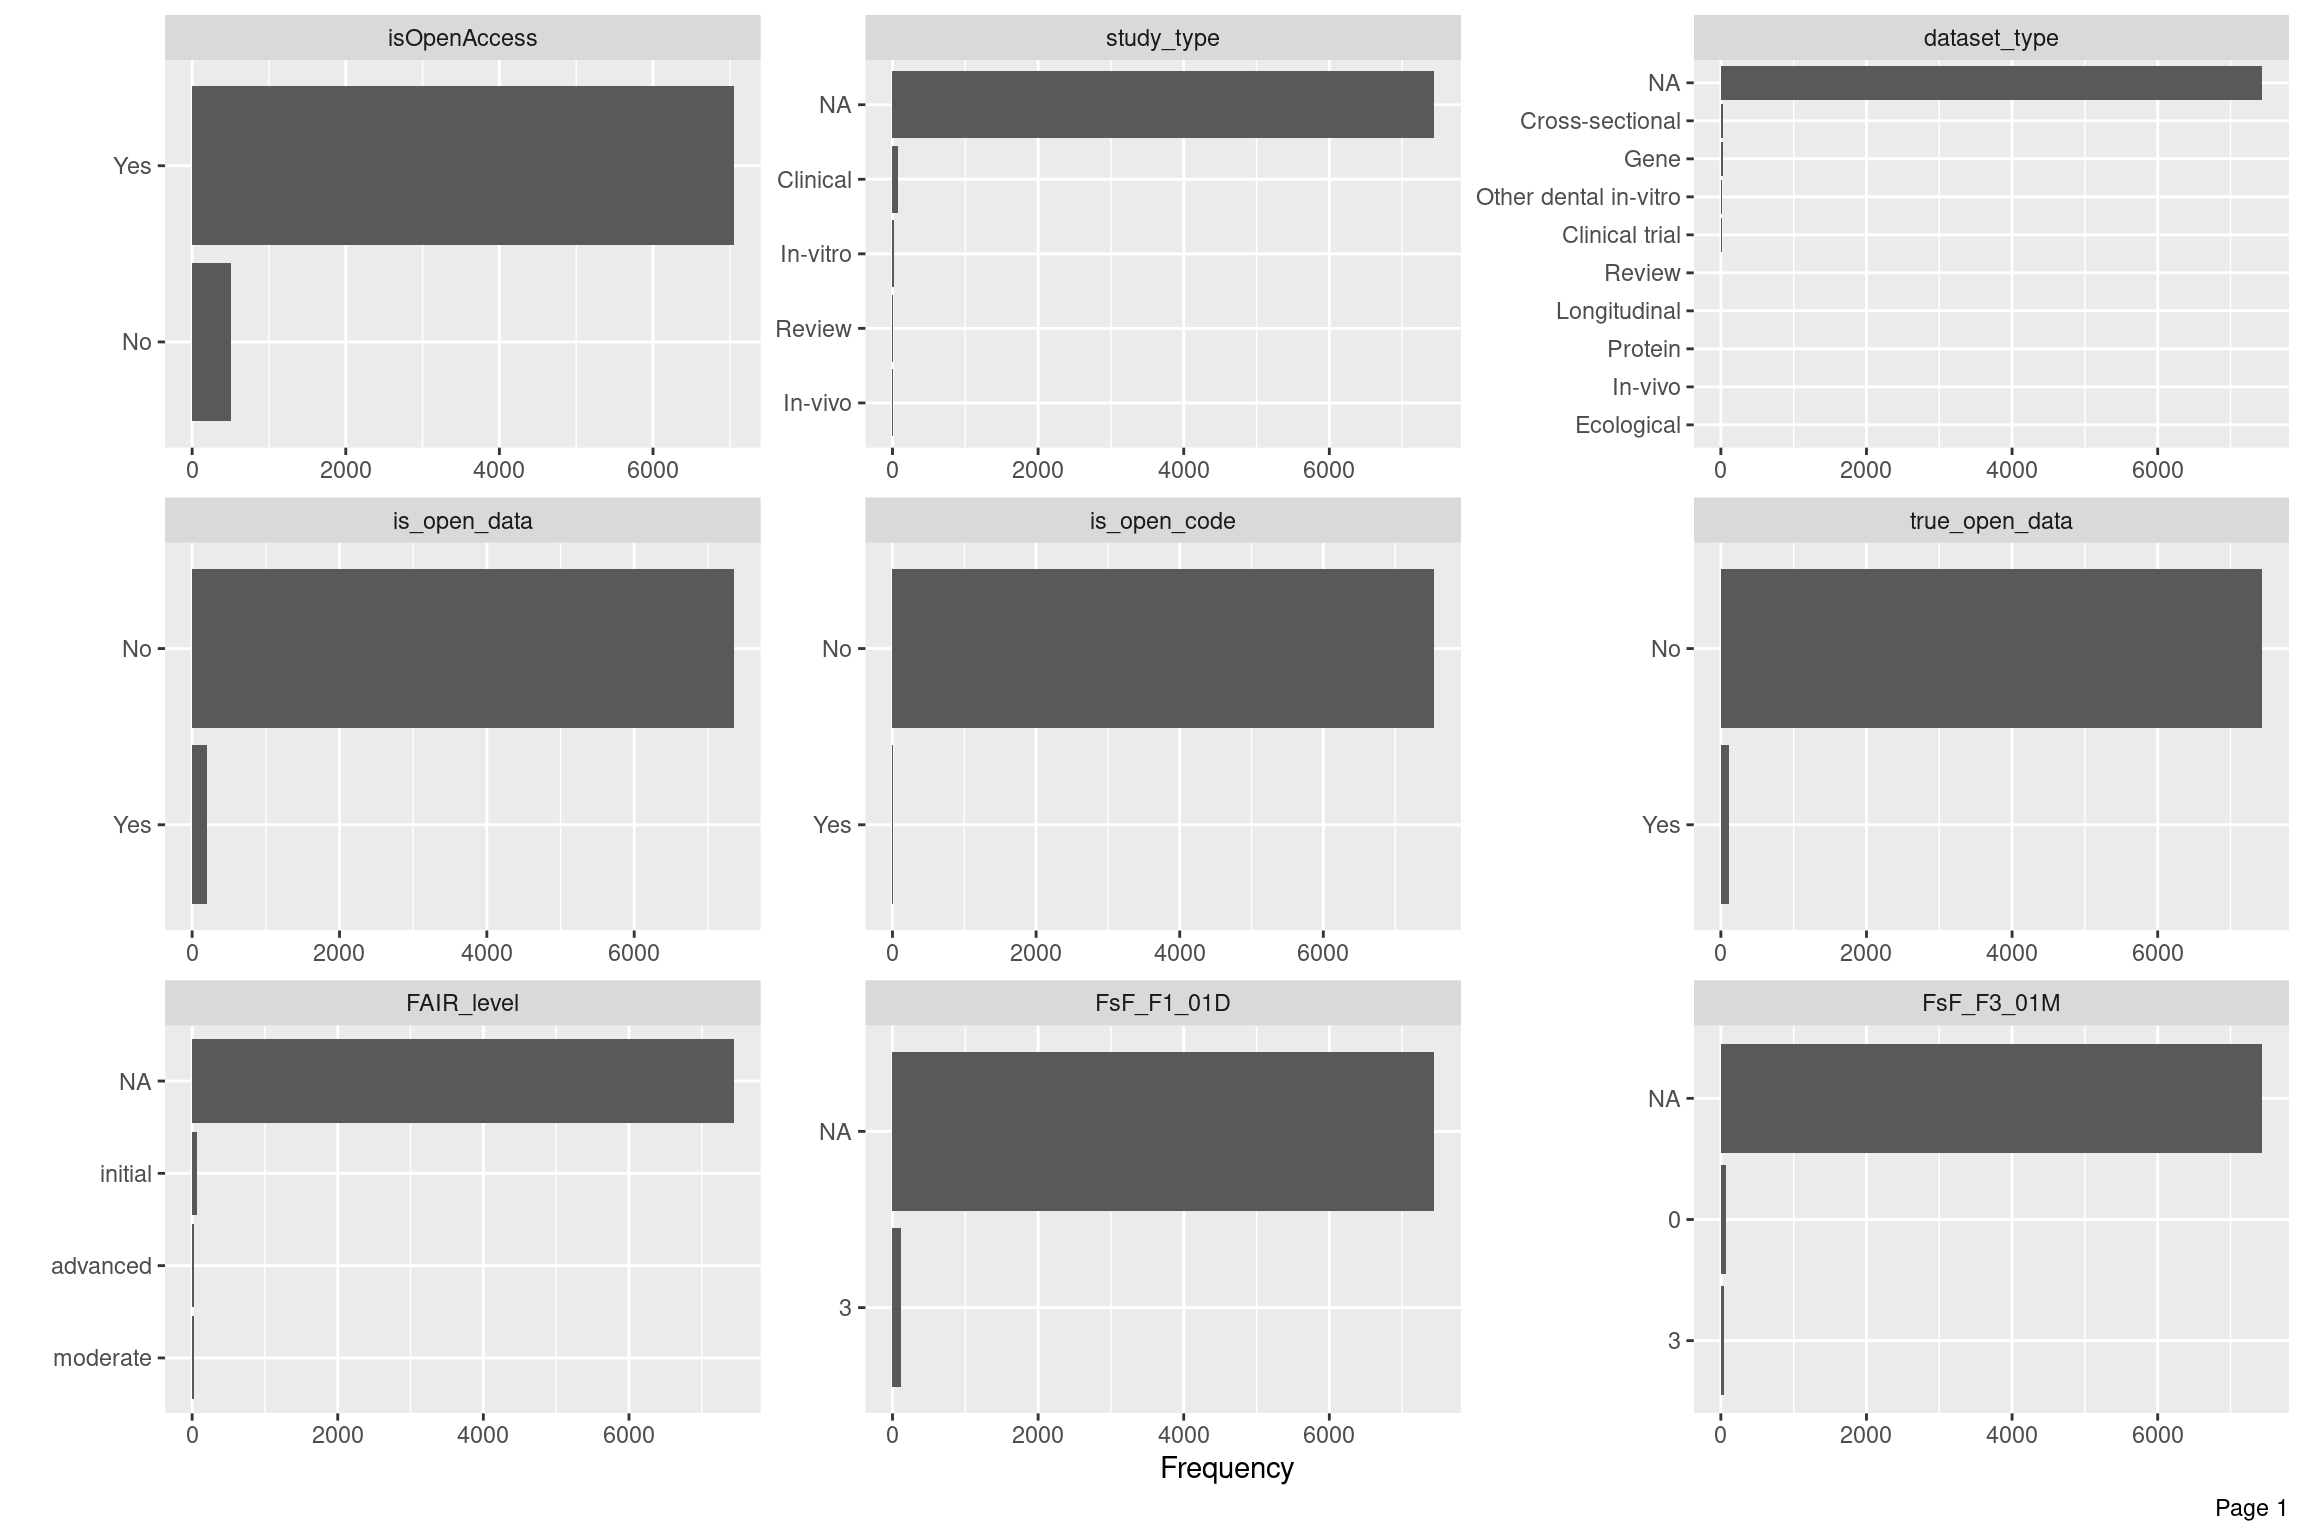 isOpenAccess
Yes
No
0 2000 4000 6000
study_type
NA
Clinical
In-vitro
Review
In-vivo
0 2000 4000 6000
dataset_type
NA
Cross-sectional
Gene
Other dental in-vitro
Clinical trial
Review
Longitudinal
Protein
In-vivo
Ecological
0 2000 4000 6000
is_open_data
No
Yes
0 2000 4000 6000
is_open_code
No
Yes
0 2000 4000 6000
true_open_data
No
Yes
0 2000 4000 6000
FAIR_level
NA
initial
advanced
moderate
0 2000 4000 6000
FsF_F1_01D
NA
3
0 2000 4000 6000
FsF_F3_01M
NA
0
3
0 2000 4000 6000
Frequency
Page 1